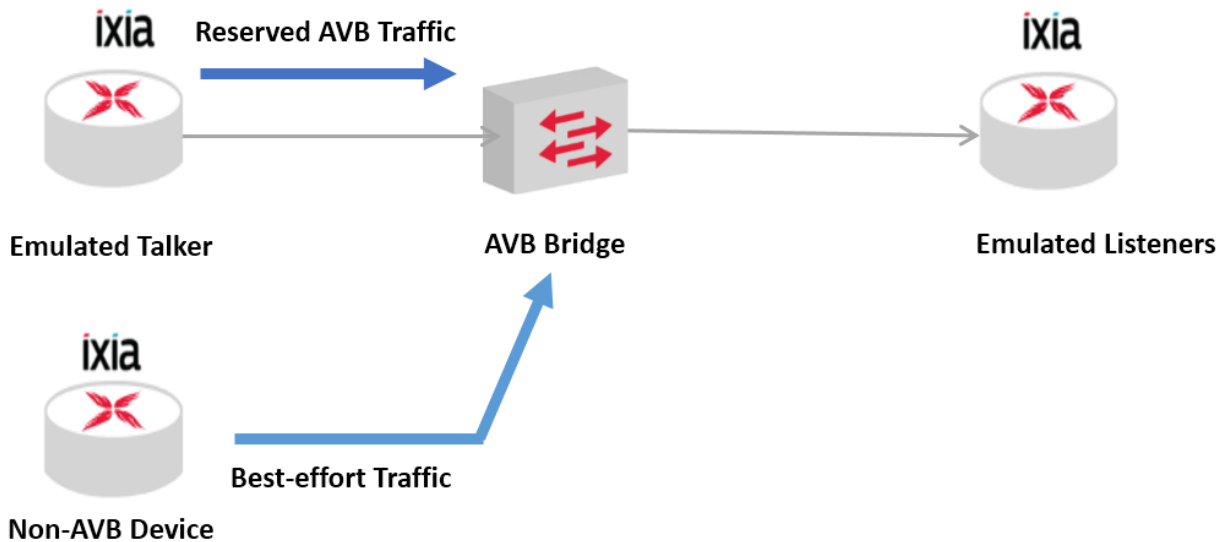 ixia
Reserved AVB Traffic
ixia
Emulated Talker
AVB Bridge
Emulated Listeners
ixia
Best-effort Traffic
Non-AVB Device